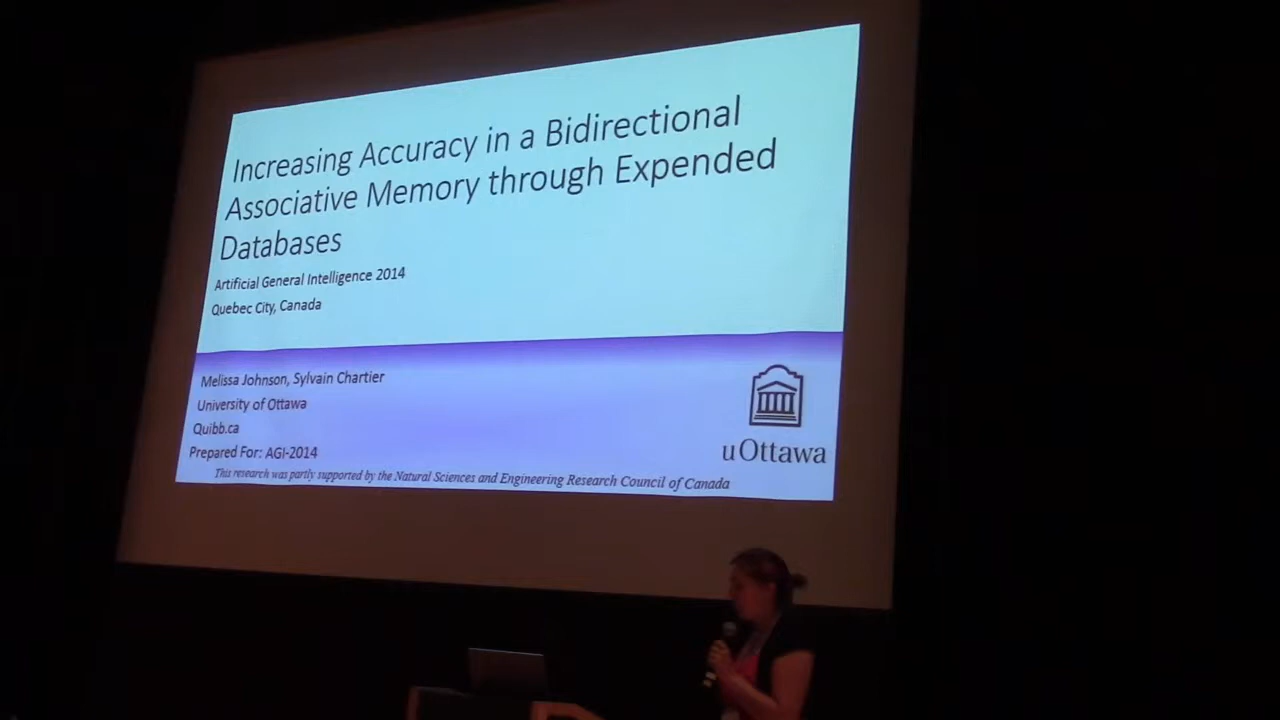 Increasing Accuracy in a Bidirectional
Associative Memory through Expended
Databases
Artificial General Intelligence 2014
Quebec City, Canada
Melissa Johnson, Sylvain Chartier
University of Ottawa
Quibb.ca
Prepared For: AGI-2014
This research was partly supported by the Natural Sciences and Engineering Research Council of Canada
uOttawa